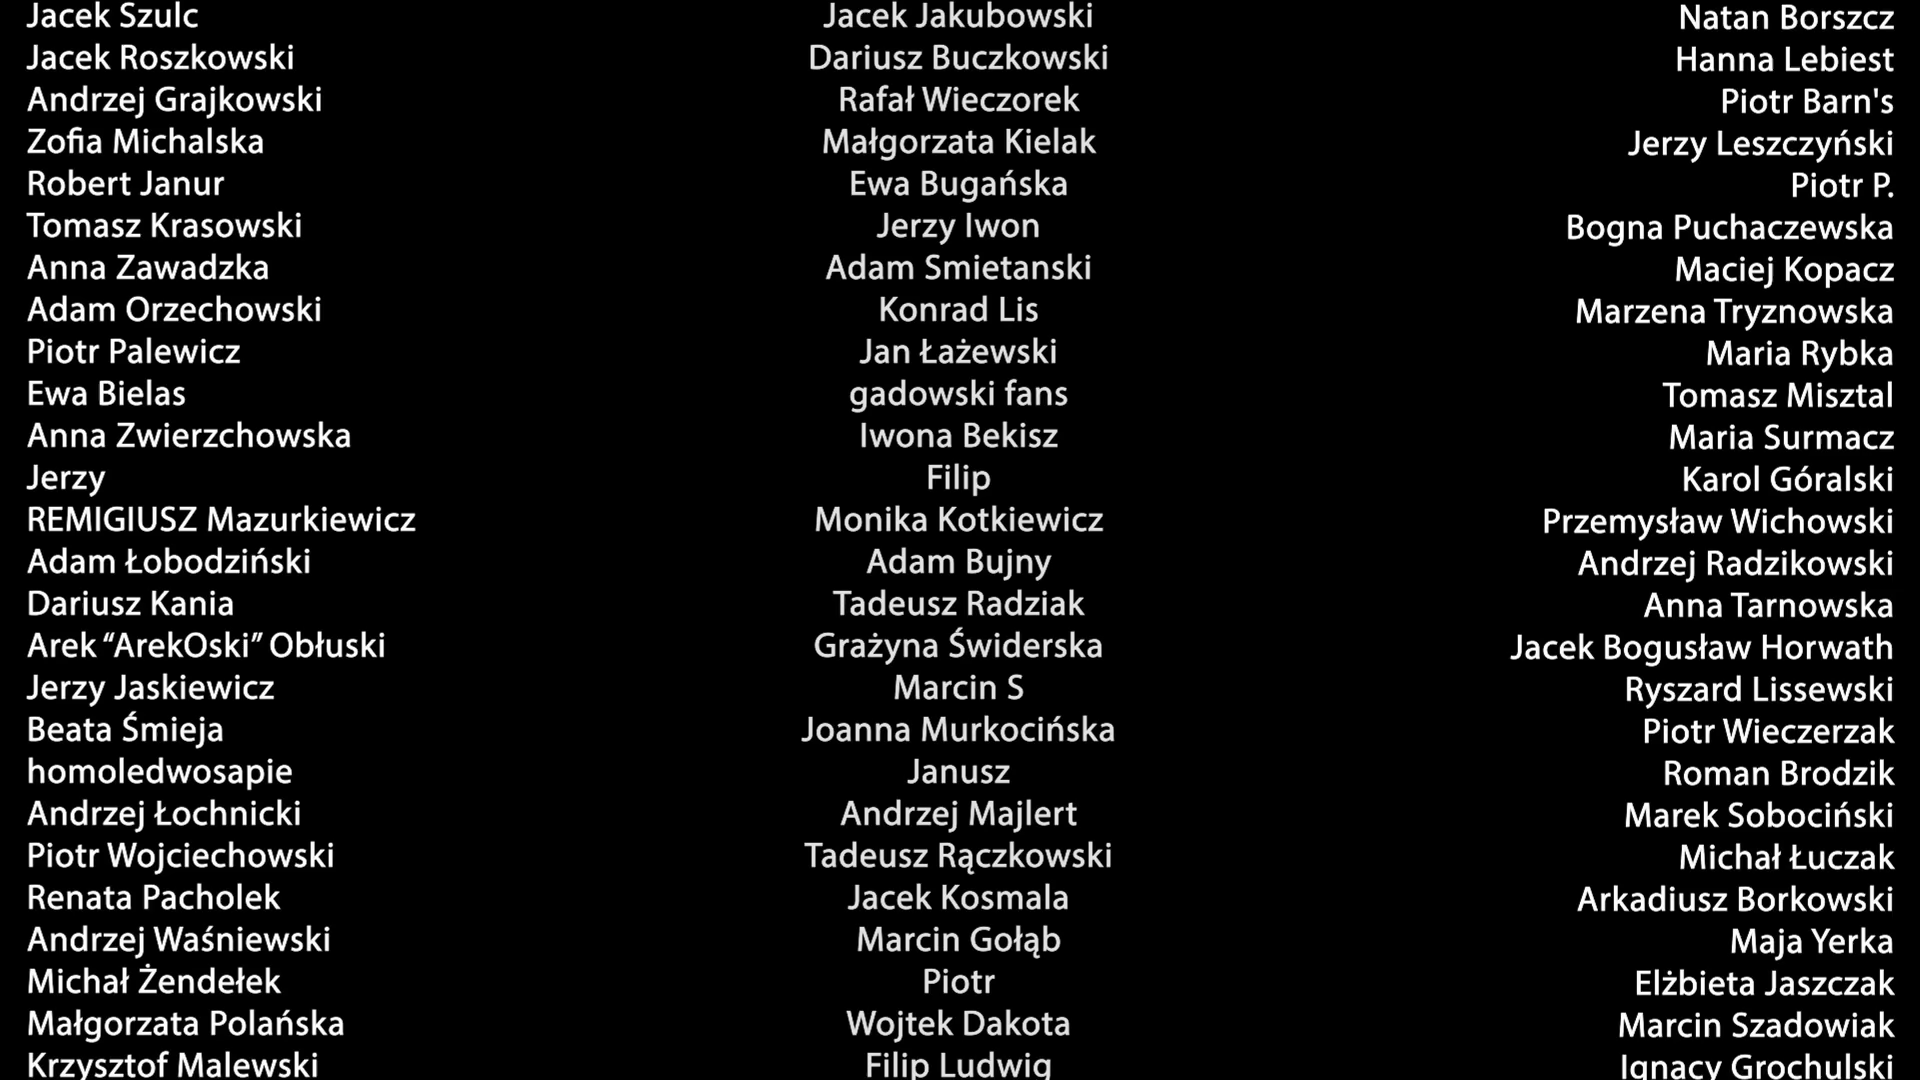 Jacek Szulc
Jacek Roszkowski
Andrzej Grajkowski
Zofia Michalska
Robert Janur
Tomasz Krasowski
Anna Zawadzka
Adam Orzechowski
Piotr Palewicz
Ewa Bielas
Anna Zwierzchowska
Jerzy
REMIGIUSZ Mazurkiewicz
Adam Łobodziński
Dariusz Kania
Arek “ArekOski” Obłuski
Jerzy Jaskiewicz
Beata Śmieja
homoledwosapie
Andrzej Łochnicki
Piotr Wojciechowski
Renata Pacholek
Andrzej Waśniewski
Michał Żendełek
Małgorzata Polańska
Krzysztof Malewski
Jacek Jakubowski
Dariusz Buczkowski
Rafał Wieczorek
Małgorzata Kielak
Ewa Bugańska
Jerzy Iwon
Adam Smietanski
Konrad Lis
Jan Łażewski
gadowski fans
Iwona Bekisz
Filip
Monika Kotkiewicz
Adam Bujny
Tadeusz Radziak
Grażyna Świderska
Marcin S
Joanna Murkocińska
Janusz
Andrzej Majlert
Tadeusz Rączkowski
Jacek Kosmala
Marcin Gołąb
Piotr
Wojtek Dakota
Filip Ludwig
Natan Borszcz
Hanna Lebiest
Piotr Barn's
Jerzy Leszczyński
Piotr P.
Bogna Puchaczewska
Maciej Kopacz
Marzena Tryznowska
Maria Rybka
Tomasz Misztal
Maria Surmacz
Karol Góralski
Przemysław Wichowski
Andrzej Radzikowski
Anna Tarnowska
Jacek Bogusław Horwath
Ryszard Lissewski
Piotr Wieczerzak
Roman Brodzik
Marek Sobociński
Michał Łuczak
Arkadiusz Borkowski
Maja Yerka
Elżbieta Jaszczak
Marcin Szadowiak
Ignacy Grochulski